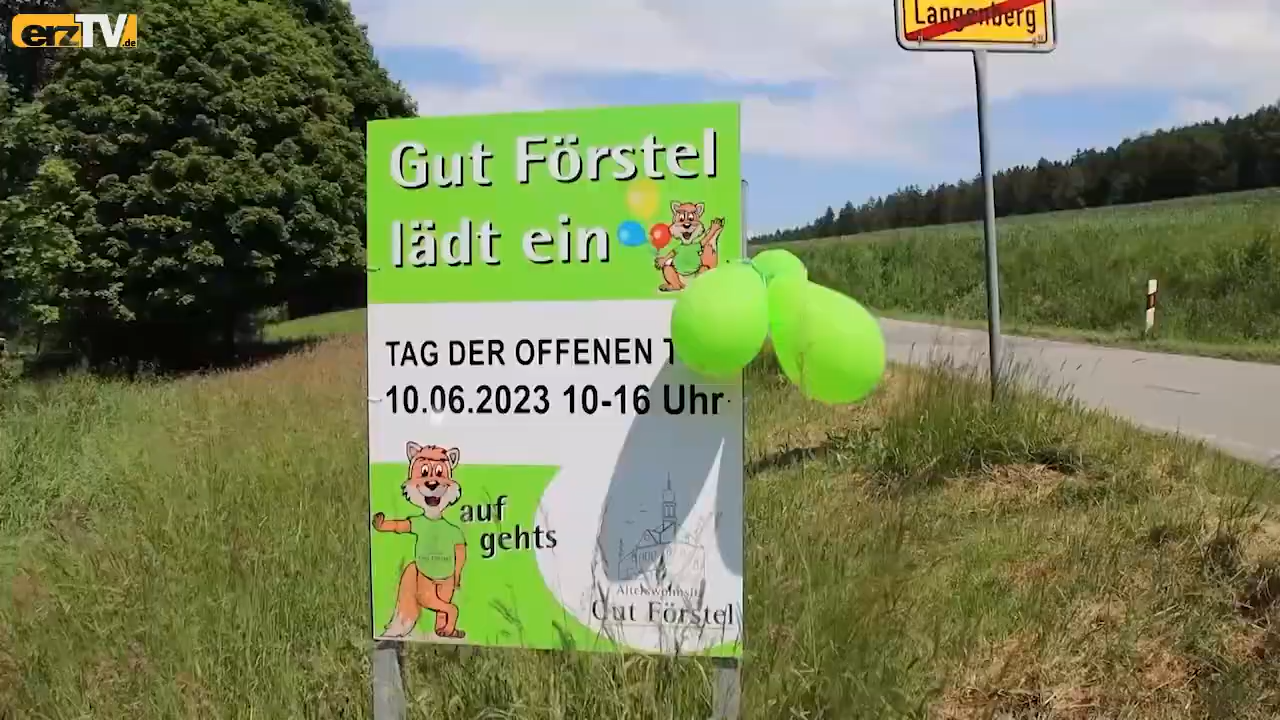 erzTV.de
Langenberg
Gut Förstel
lädt ein
TAG DER OFFENEN
10.06.2023 10-16 Uhr
auf
gehts
Gut Förstel